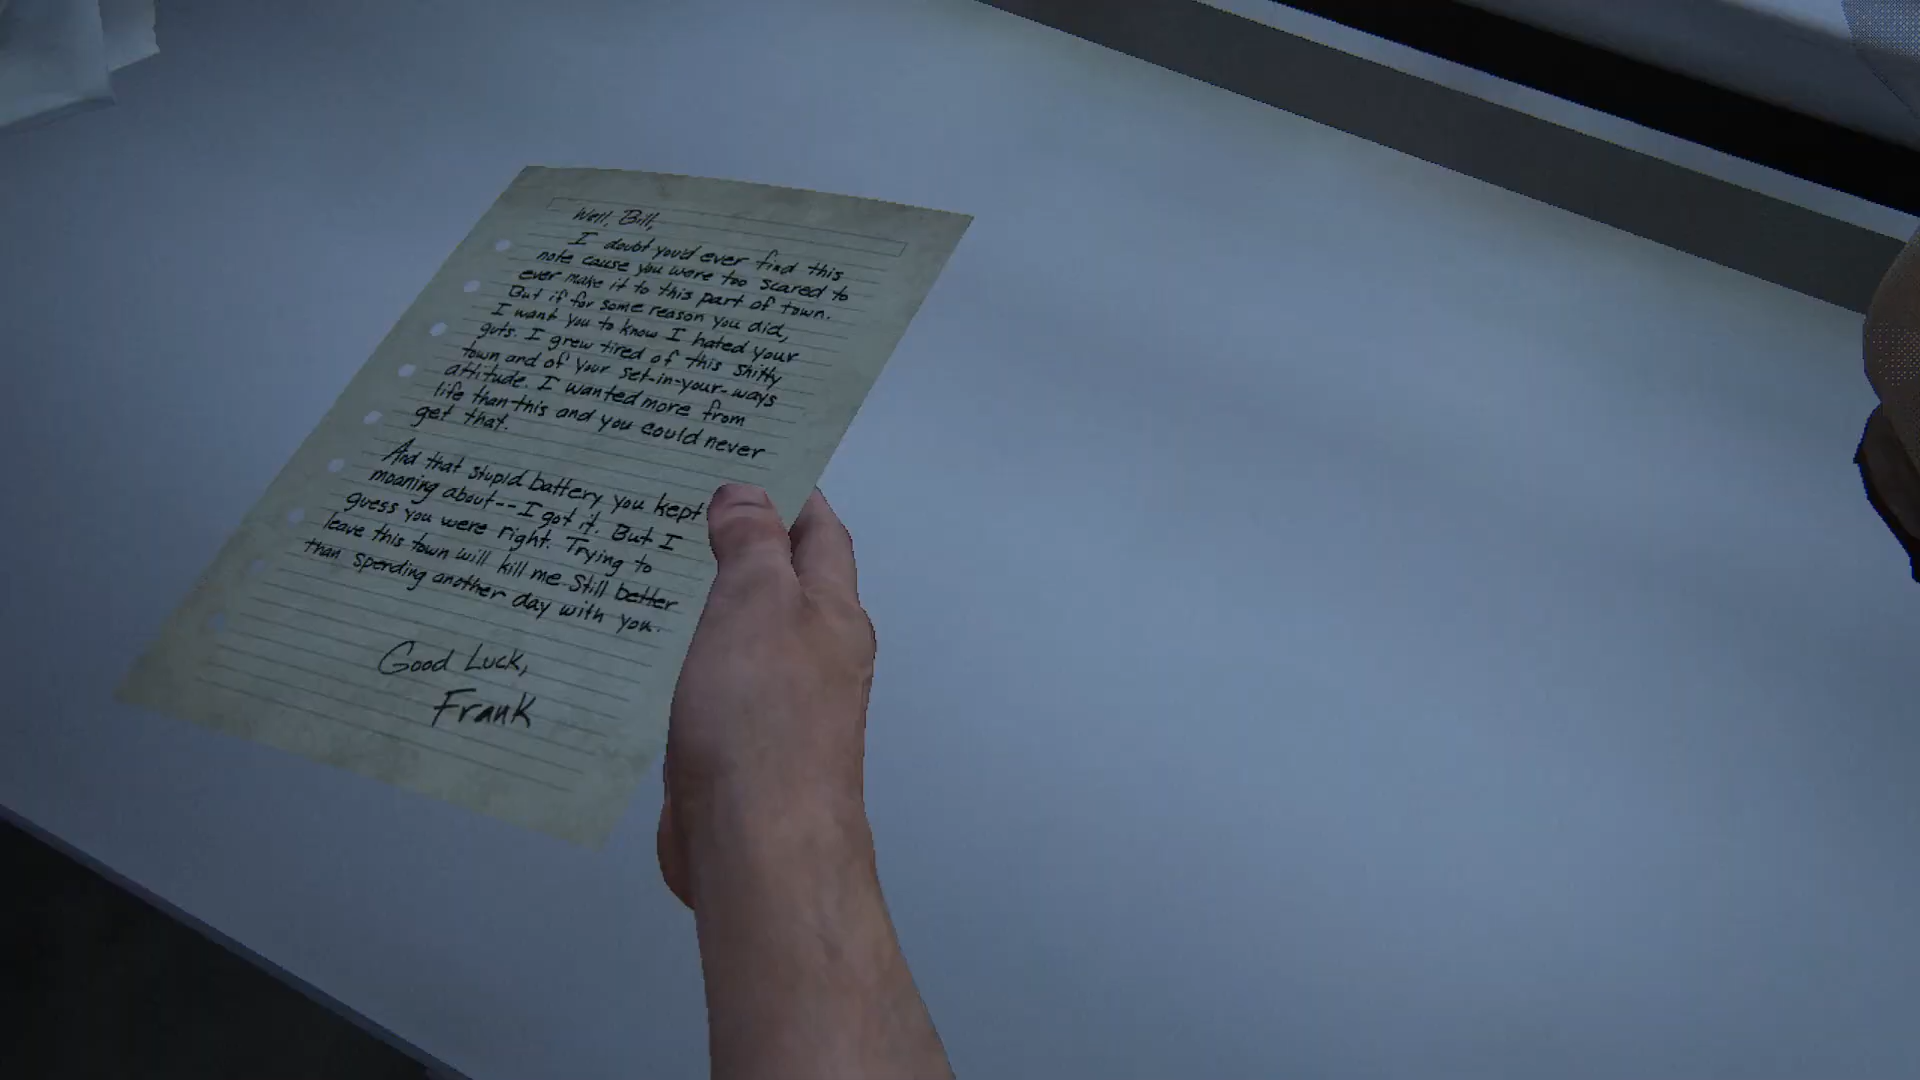 Well, Bill,
I doubt you'd ever find this
note cause you were too scared to
ever make it to this part of town.
But if for some reason you did,
I want you to know I hated your
guts. I grew tired of this shitty
town and of your set-in-your-ways
attitude. I wanted more from
life than this and you could never
get that.
And that stupid battery you kept
moaning about--I got it. But I
guess you were right. Trying to
leave this town will kill me. Still better
than spending another day with you.
Good Luck,
Frank